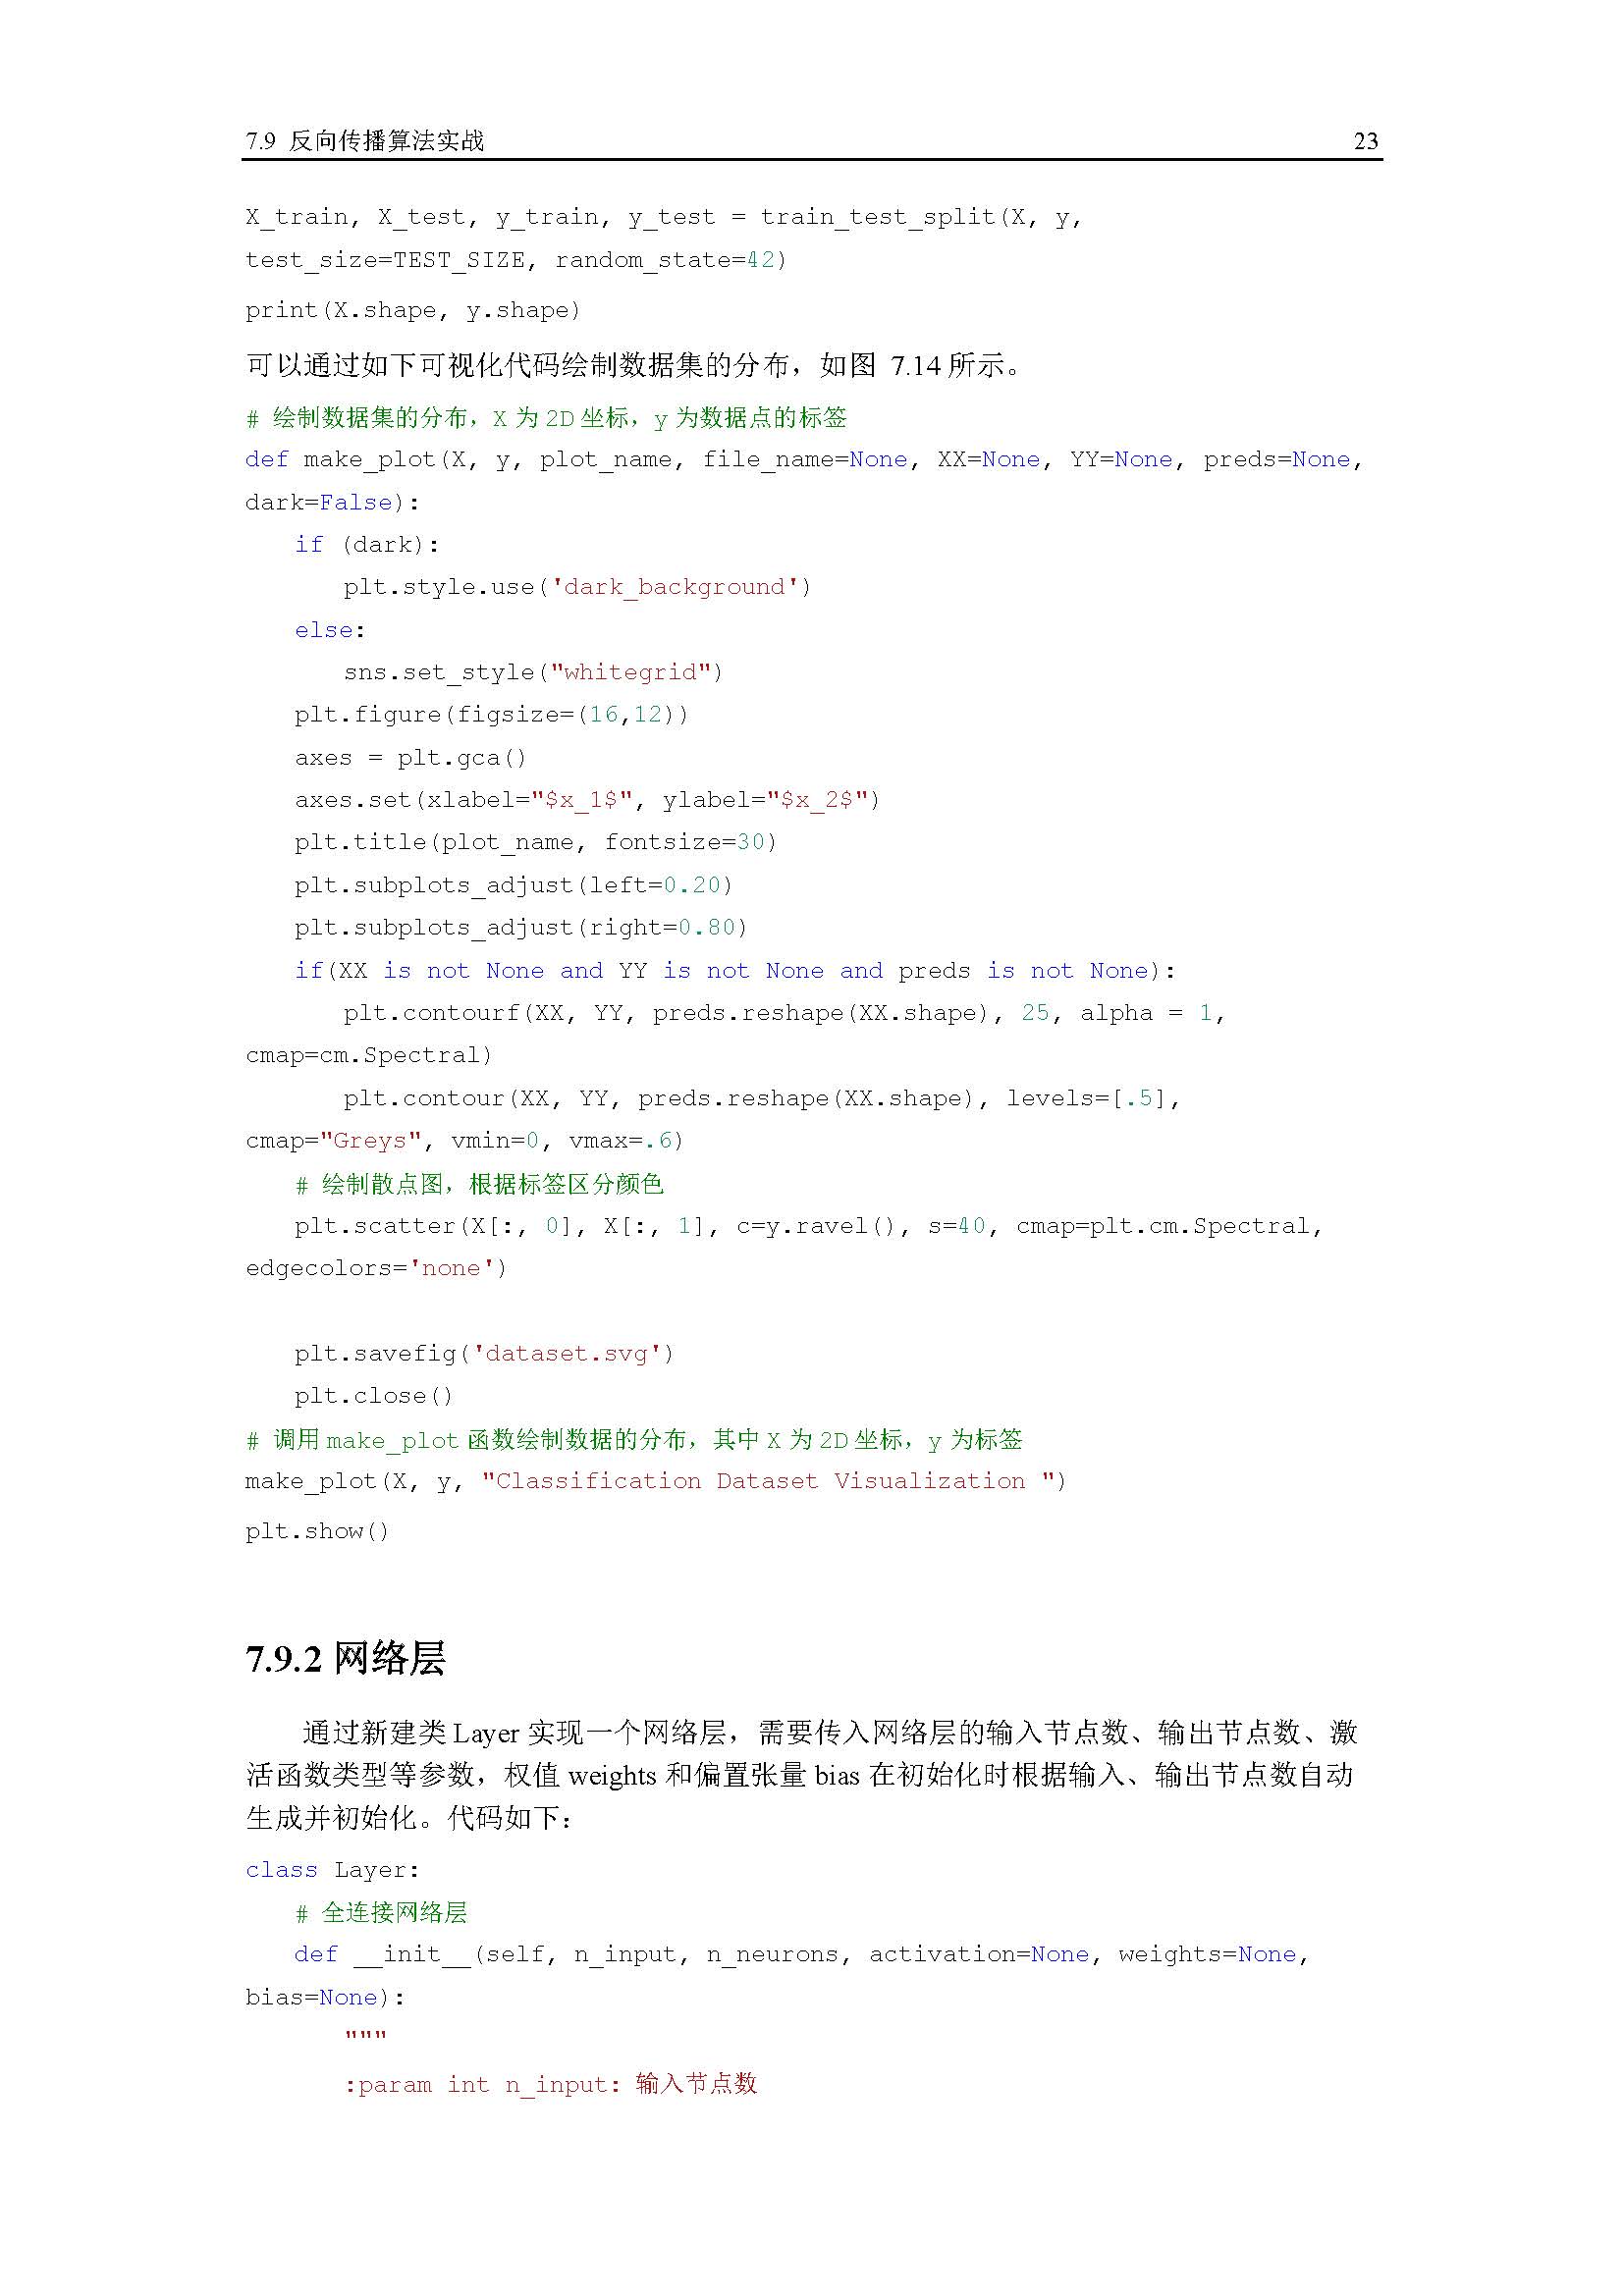 7.9 反向传播算法实战 23
X_train, X_test, y_train, y_test = train_test_split(X, y,
test_size=TEST_SIZE, random_state=42)
print(X.shape, y.shape)
可以通过如下可视化代码绘制数据集的分布，如图 7.14 所示。
# 绘制数据集的分布，X 为 2D 坐标，y 为数据点的标签
def make_plot(X, y, plot_name, file_name=None, XX=None, YY=None, preds=None,
dark=False):
    if (dark):
        plt.style.use('dark_background')
    else:
        sns.set_style("whitegrid")
    plt.figure(figsize=(16,12))
    axes = plt.gca()
    axes.set(xlabel="$x_1$", ylabel="$x_2$")
    plt.title(plot_name, fontsize=30)
    plt.subplots_adjust(left=0.20)
    plt.subplots_adjust(right=0.80)
    if(XX is not None and YY is not None and preds is not None):
        plt.contourf(XX, YY, preds.reshape(XX.shape), 25, alpha = 1,
cmap=cm.Spectral)
        plt.contour(XX, YY, preds.reshape(XX.shape), levels=[.5],
cmap="Greys", vmin=0, vmax=.6)
    # 绘制散点图，根据标签区分颜色
    plt.scatter(X[:, 0], X[:, 1], c=y.ravel(), s=40, cmap=plt.cm.Spectral,
edgecolors='none')
    plt.savefig('dataset.svg')
    plt.close()
# 调用 make_plot 函数绘制数据的分布，其中 X 为 2D 坐标，y 为标签
make_plot(X, y, "Classification Dataset Visualization ")
plt.show()
7.9.2 网络层
通过新建类 Layer 实现一个网络层，需要传入网络层的输入节点数、输出节点数、激
活函数类型等参数，权值 weights 和偏置张量 bias 在初始化时根据输入、输出节点数自动
生成并初始化。代码如下：
class Layer:
    # 全连接网络层
    def __init__(self, n_input, n_neurons, activation=None, weights=None,
bias=None):
        """
        :param int n_input: 输入节点数